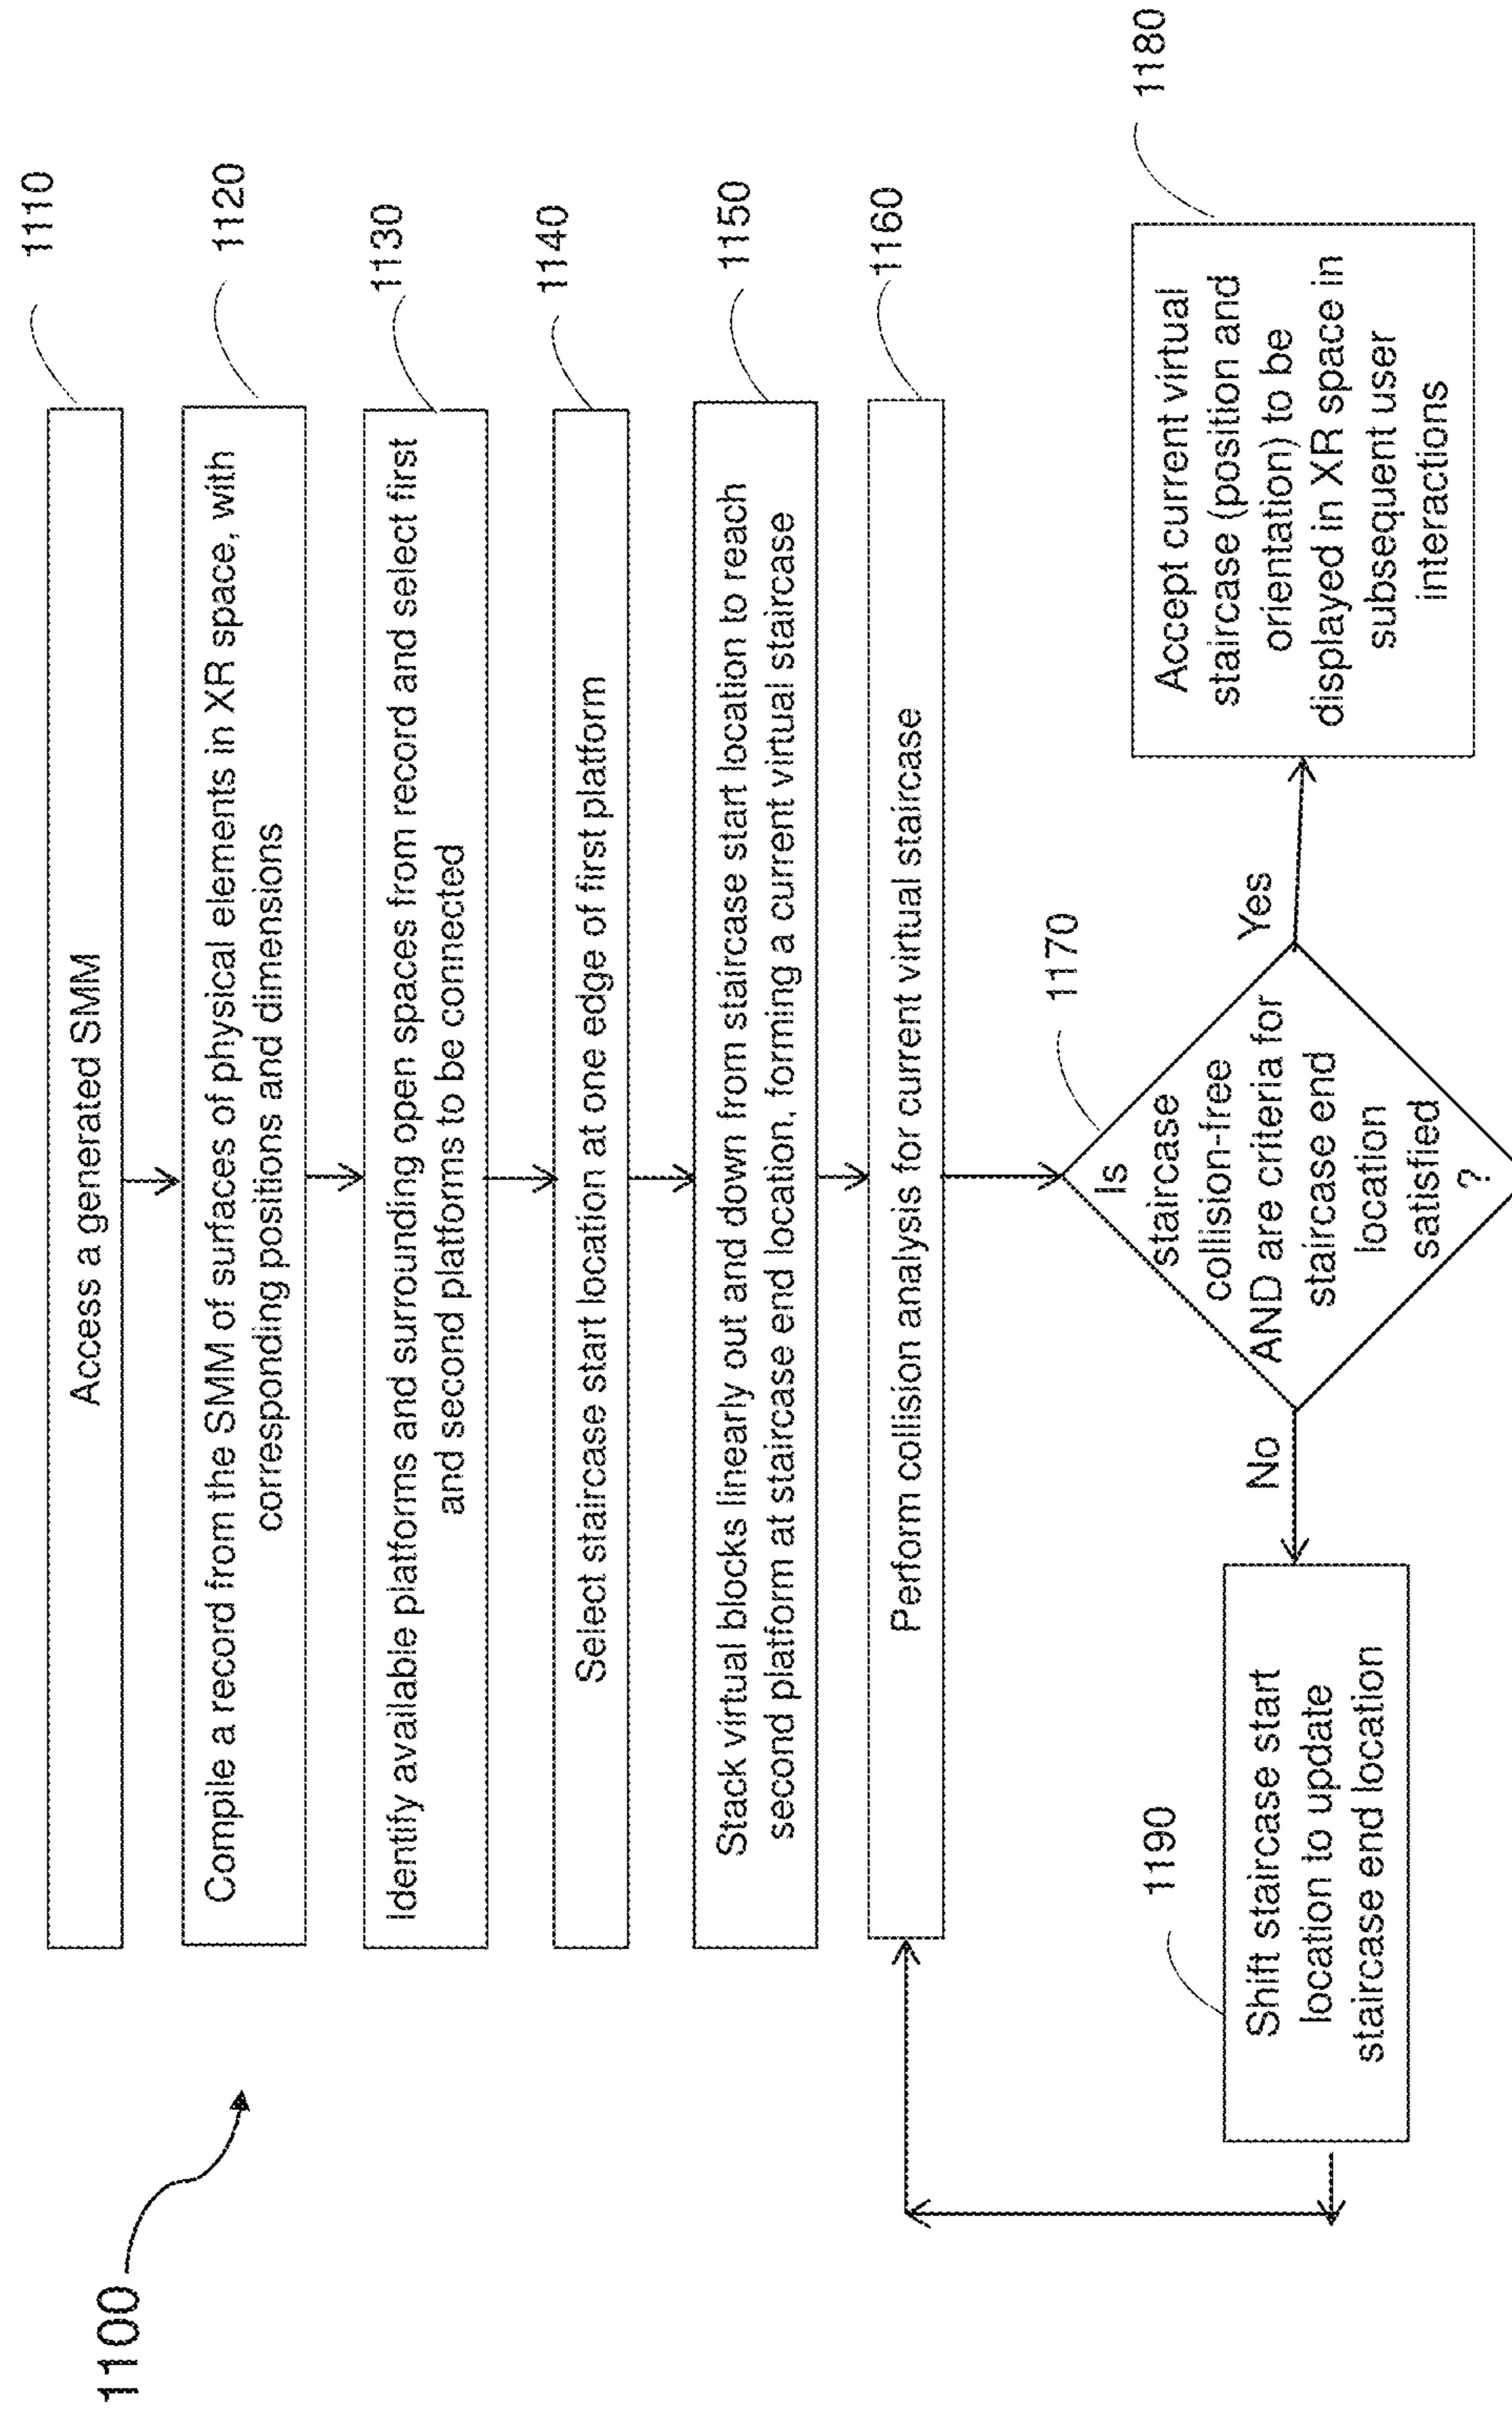 1100
1110
Access a generated SMM
1120
Compile a record from the SMM of surfaces of physical elements in XR space, with
corresponding positions and dimensions
1130
Identify available platforms and surrounding open spaces from record and select first
and second platforms to be connected
1140
Select staircase start location at one edge of first platform
1150
Stack virtual blocks linearly out and down from staircase start location to reach
second platform at staircase end location, forming a current virtual staircase
1160
Perform collision analysis for current virtual staircase
1170
Is
staircase
collision-free
AND are criteria for
staircase end
location
satisfied
?
Yes
1180
Accept current virtual
staircase (position and
orientation) to be
displayed in XR space in
subsequent user
interactions
No
1190
Shift staircase start
location to update
staircase end location